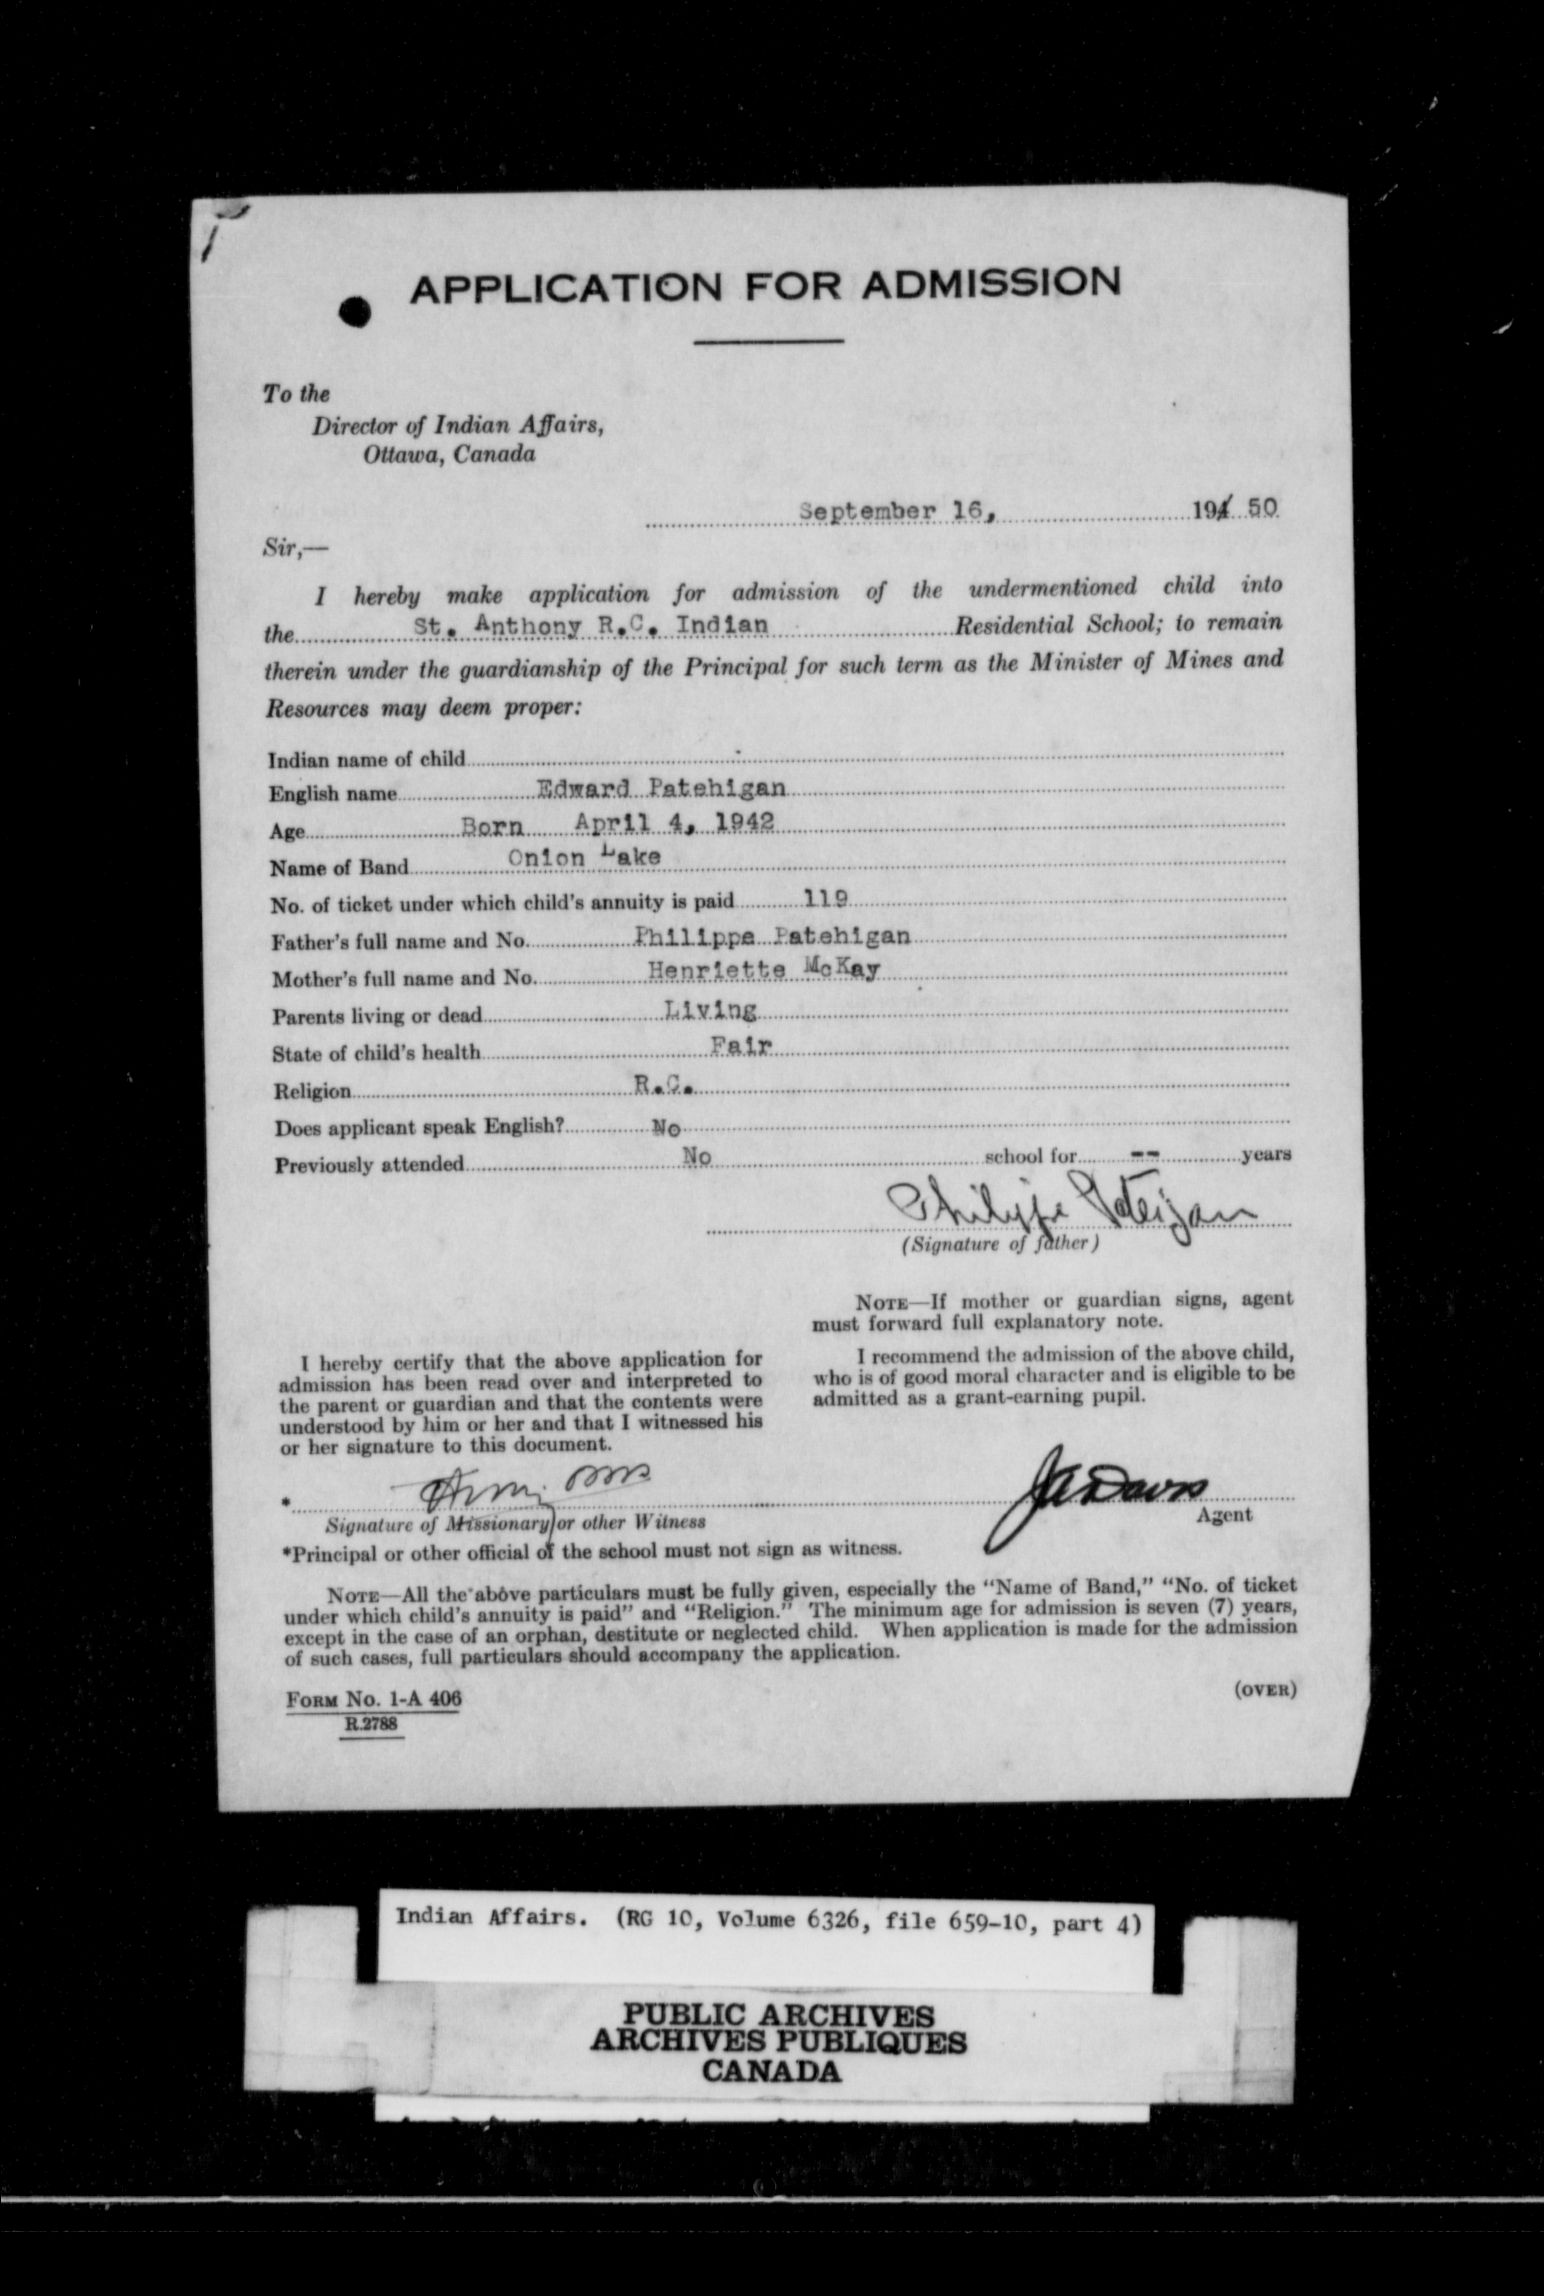 APPLICATION FOR ADMISSION
To the
Director of Indian Affairs,
Ottawa, Canada
September 16, 194 50
Sir,—
I hereby make application for admission of the undermentioned child into
the St. Anthony R.C. Indian Residential School; to remain
therein under the guardianship of the Principal for such term as the Minister of Mines and
Resources may deem proper:
Indian name of child
English name Edward Patehigan
Age Born April 4, 1942
Name of Band Onion Lake
No. of ticket under which child's annuity is paid 119
Father's full name and No. Philippe Patehigan
Mother's full name and No. Henriette McKay
Parents living or dead Living
State of child's health Fair
Religion R.C.
Does applicant speak English? No
Previously attended No school for -- years
Philippe Pateigan
(Signature of father)
NOTE—If mother or guardian signs, agent
must forward full explanatory note.
I hereby certify that the above application for
admission has been read over and interpreted to
the parent or guardian and that the contents were
understood by him or her and that I witnessed his
or her signature to this document.
I recommend the admission of the above child,
who is of good moral character and is eligible to be
admitted as a grant-earning pupil.
*
Signature of Missionary or other Witness
JA Davis
Agent
*Principal or other official of the school must not sign as witness.
NOTE—All the above particulars must be fully given, especially the "Name of Band," "No. of ticket
under which child's annuity is paid" and "Religion." The minimum age for admission is seven (7) years,
except in the case of an orphan, destitute or neglected child. When application is made for the admission
of such cases, full particulars should accompany the application.
FORM No. 1-A 406
R.2788
(OVER)
Indian Affairs. (RG 10, Volume 6326, file 659-10, part 4)
PUBLIC ARCHIVES
ARCHIVES PUBLIQUES
CANADA